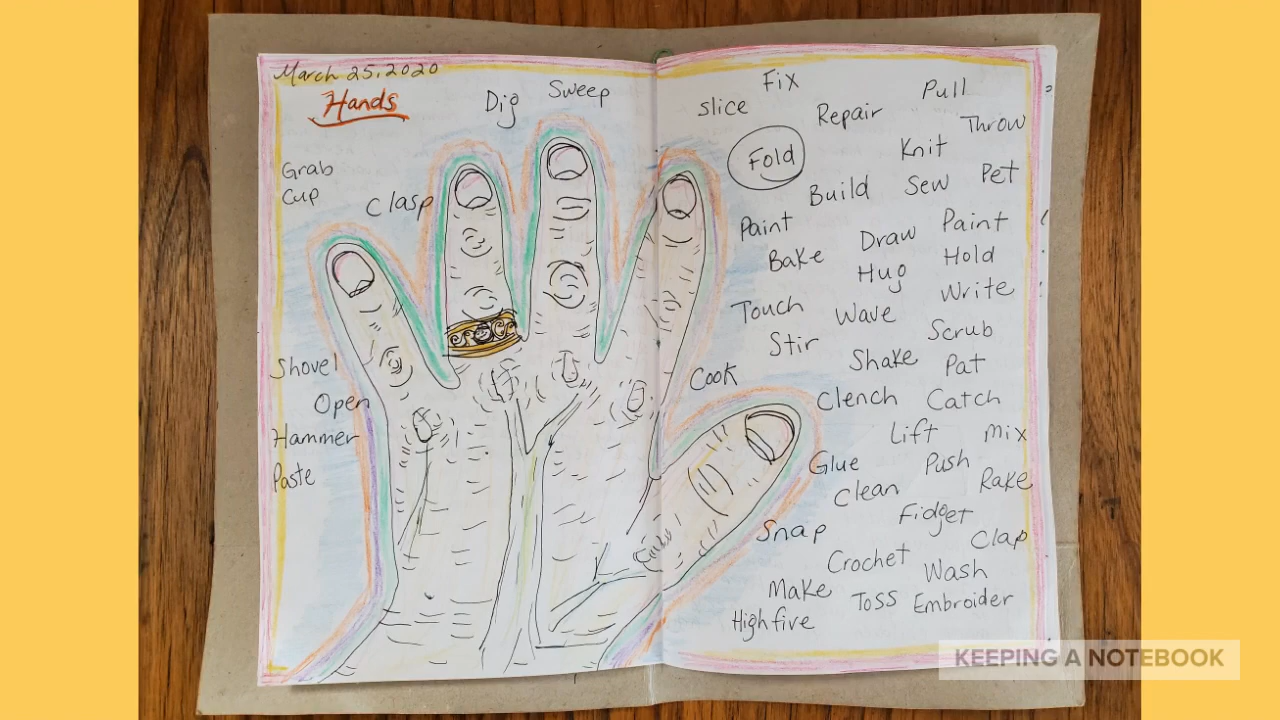 March 25, 2020
Hands
Dig
Sweep
Grab
Cup
Clasp
Shovel
Open
Hammer
Paste
Fix
Pull
slice
Repair
Throw
Fold
Knit
Build
Sew
Pet
Paint
Draw
Paint
Bake
Hug
Hold
Touch
Wave
Write
Stir
Scrub
Shake
Pat
Cook
Clench
Catch
Lift
Mix
Glue
Push
Clean
Rake
Fidget
Snap
Clap
Crochet
Wash
Make
Toss
Embroider
High five
KEEPING A NOTEBOOK